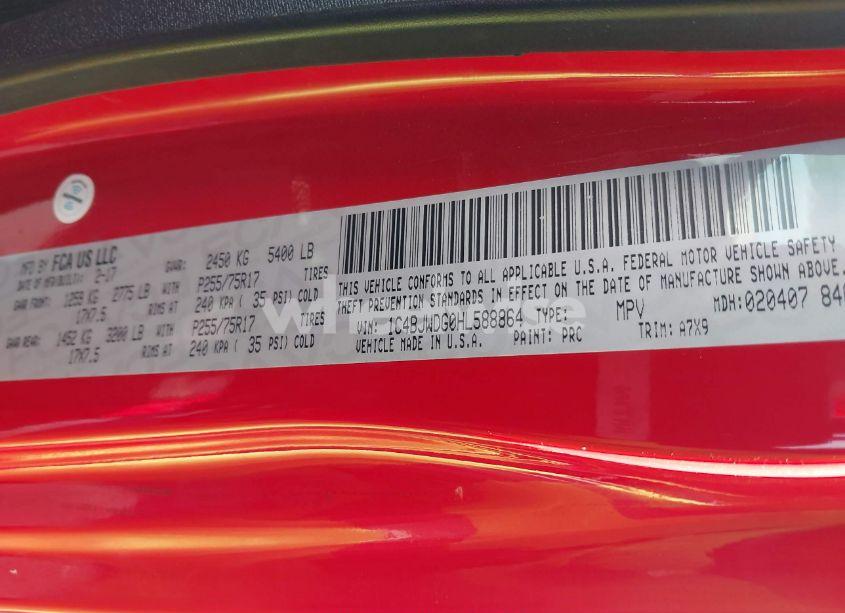 MFD BY FCA US LLC
DATE OF MFR/BUILT: 2-17 GVWR: 2450 KG 5400 LB
GAWR FRONT: 1259 KG 2775 LB WITH P255/75R17 TIRES
17X7.5 RIMS AT 240 KPA ( 35 PSI) COLD
GAWR REAR: 1452 KG 3200 LB WITH P255/75R17 TIRES
17X7.5 RIMS AT 240 KPA ( 35 PSI) COLD
THIS VEHICLE CONFORMS TO ALL APPLICABLE U.S.A. FEDERAL MOTOR VEHICLE SAFETY
THEFT PREVENTION STANDARDS IN EFFECT ON THE DATE OF MANUFACTURE SHOWN ABOVE.
VIN: 1C4BJWDG0HL588864 TYPE: MPV MDH:020407 840
VEHICLE MADE IN U.S.A. PAINT: PRC TRIM: A7X9